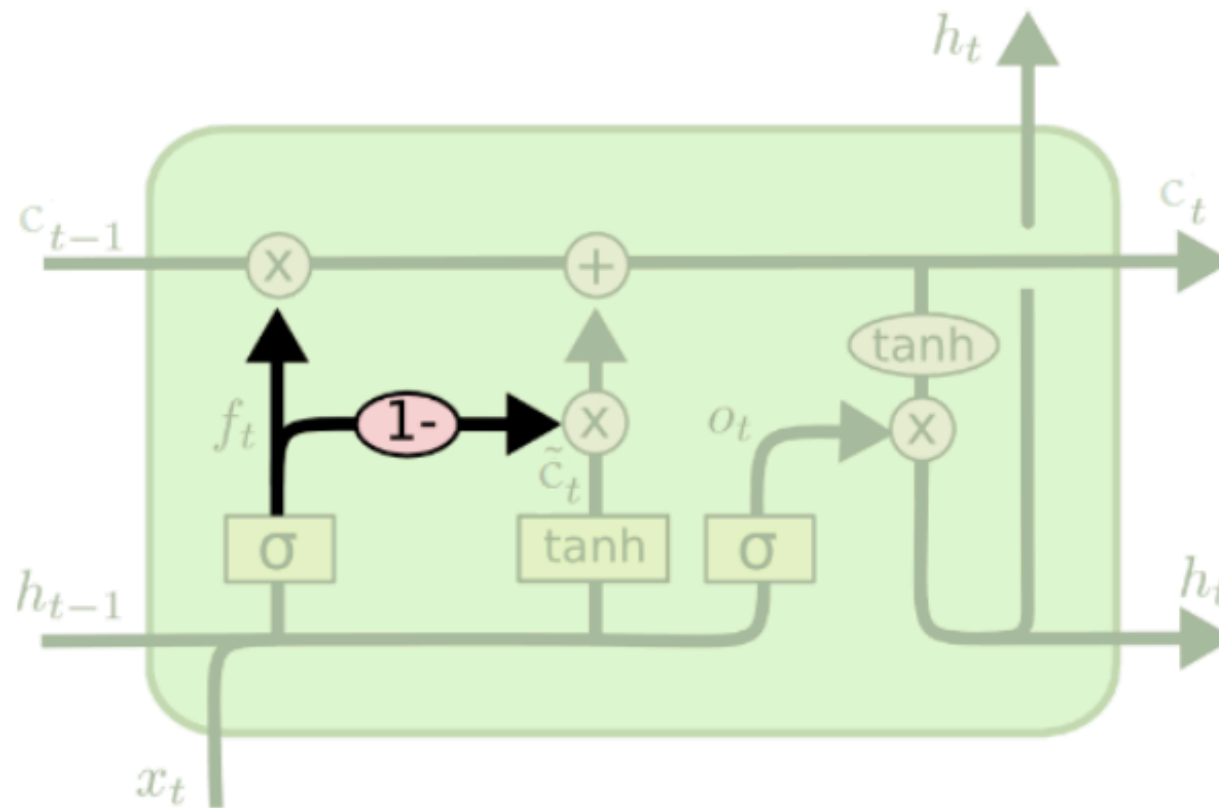 h_t
c_{t-1}
c_t
x
+
tanh
f_t
1-
x
o_t
x
c̃_t
σ
tanh
σ
h_{t-1}
h_t
x_t